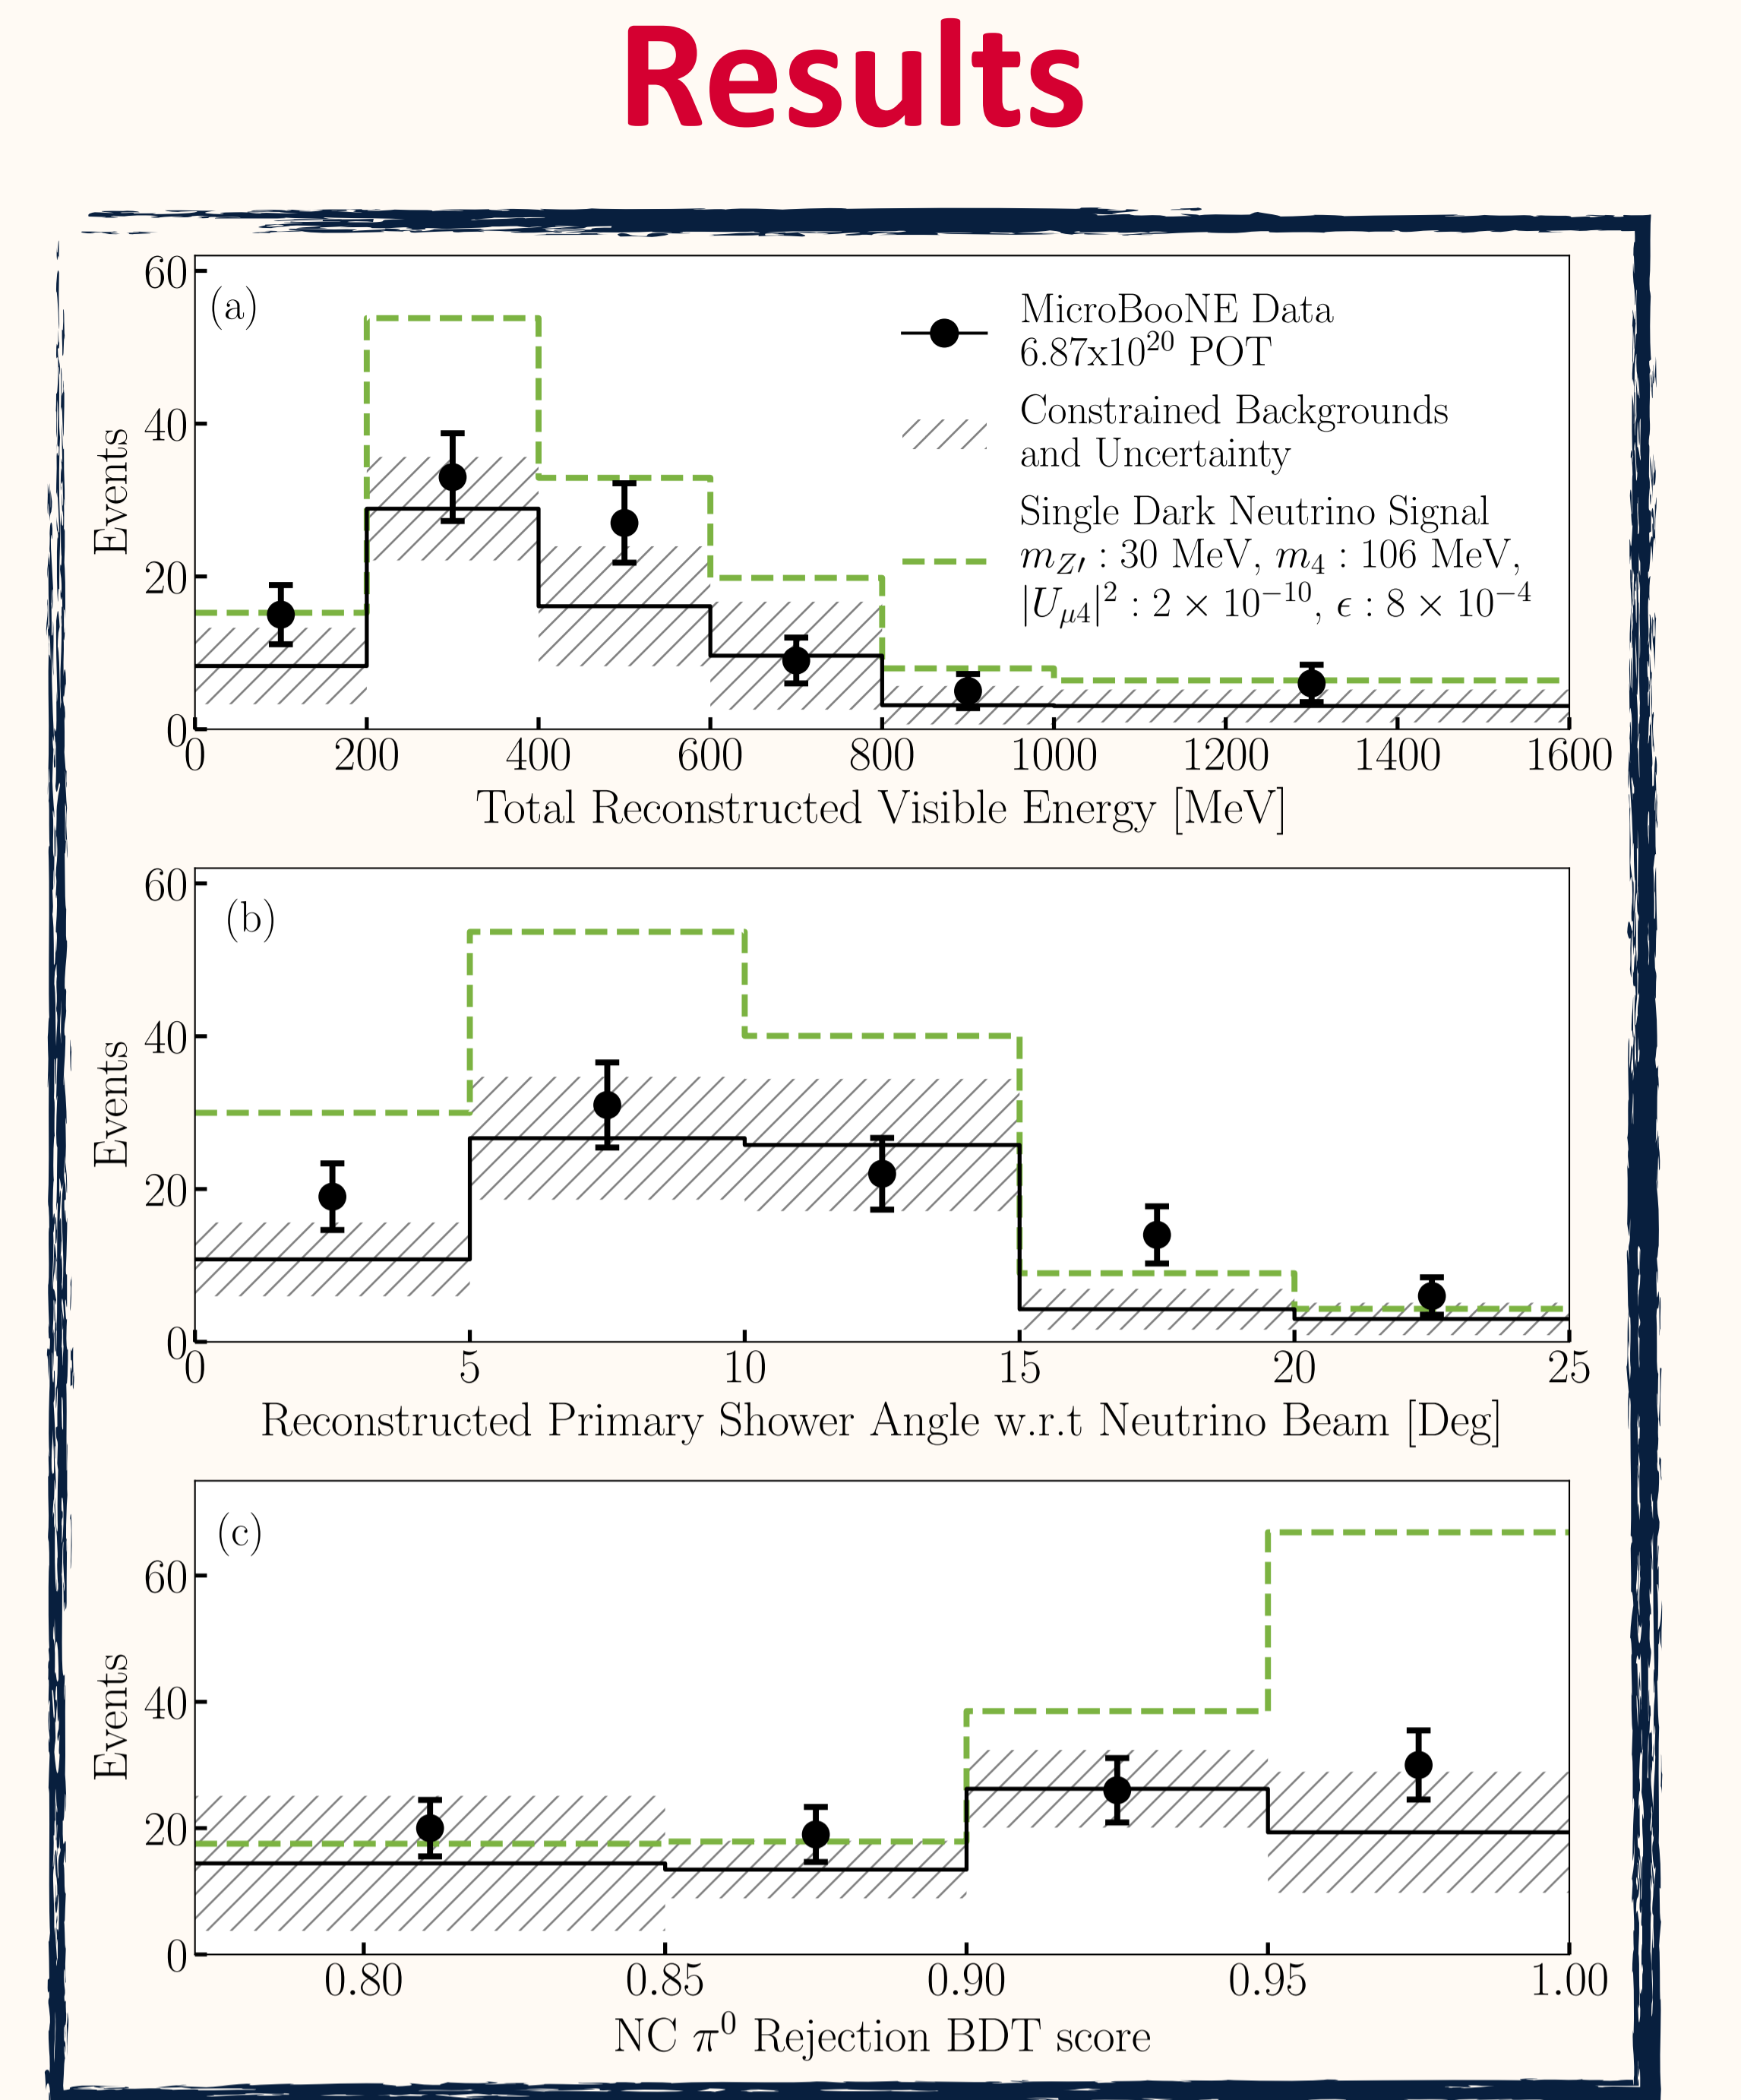 Results
(a)
MicroBooNE Data
6.87x10²⁰ POT
Constrained Backgrounds
and Uncertainty
Single Dark Neutrino Signal
m_Z′ : 30 MeV, m₄ : 106 MeV,
|U_μ4|² : 2 × 10⁻¹⁰, ϵ : 8 × 10⁻⁴
Events
60
40
20
0
0 200 400 600 800 1000 1200 1400 1600
Total Reconstructed Visible Energy [MeV]
(b)
Events
60
40
20
0
0 5 10 15 20 25
Reconstructed Primary Shower Angle w.r.t Neutrino Beam [Deg]
(c)
Events
60
40
20
0
0.80 0.85 0.90 0.95 1.00
NC π⁰ Rejection BDT score